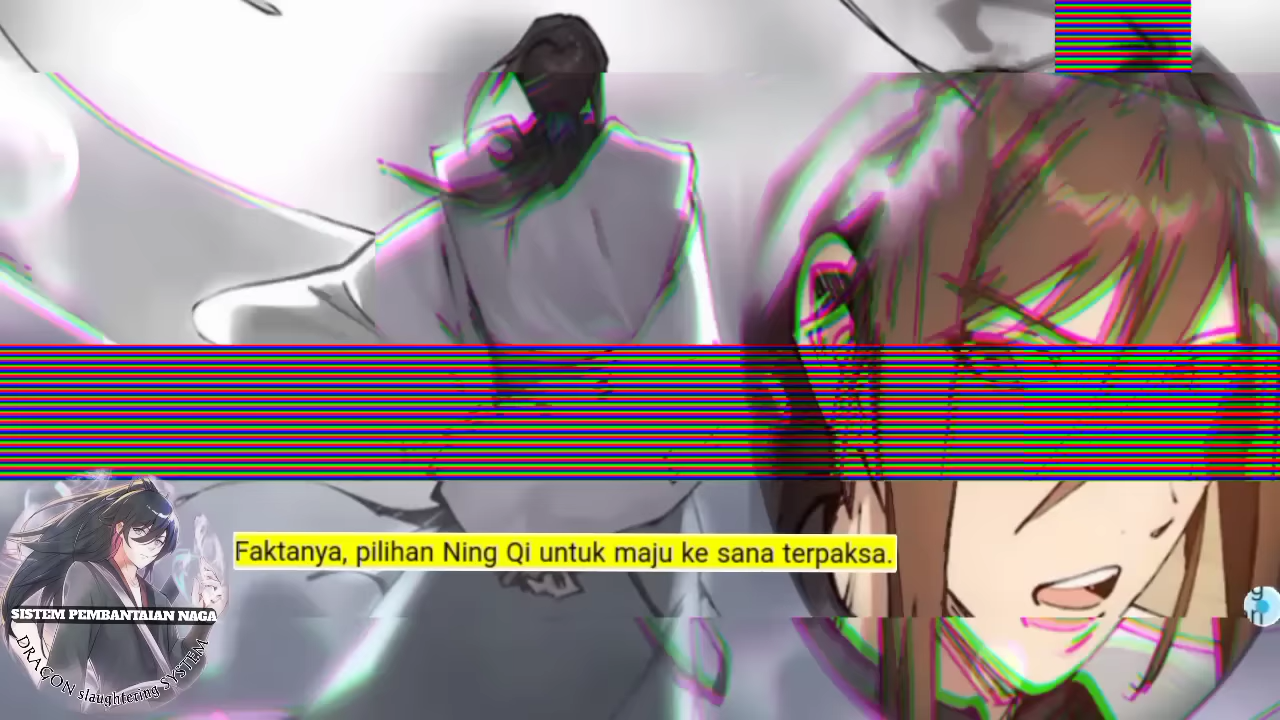 Faktanya, pilihan Ning Qi untuk maju ke sana terpaksa.
SISTEM PEMBANTAIAN NAGA
DRAGON slaughtering SYSTEM